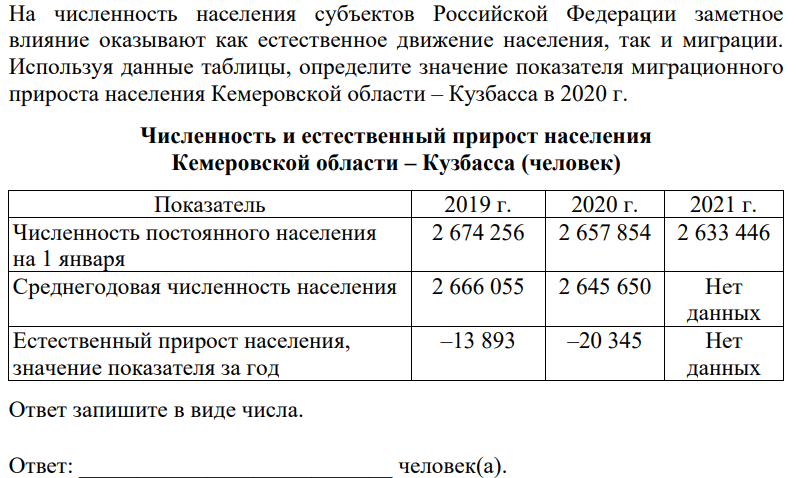 На численность населения субъектов Российской Федерации заметное
влияние оказывают как естественное движение населения, так и миграции.
Используя данные таблицы, определите значение показателя миграционного
прироста населения Кемеровской области – Кузбасса в 2020 г.
Численность и естественный прирост населения
Кемеровской области – Кузбасса (человек)
Показатель 2019 г. 2020 г. 2021 г.
Численность постоянного населения 2 674 256 2 657 854 2 633 446
на 1 января
Среднегодовая численность населения 2 666 055 2 645 650 Нет
данных
Естественный прирост населения, –13 893 –20 345 Нет
значение показателя за год данных
Ответ запишите в виде числа.
Ответ: ____________________________ человек(а).